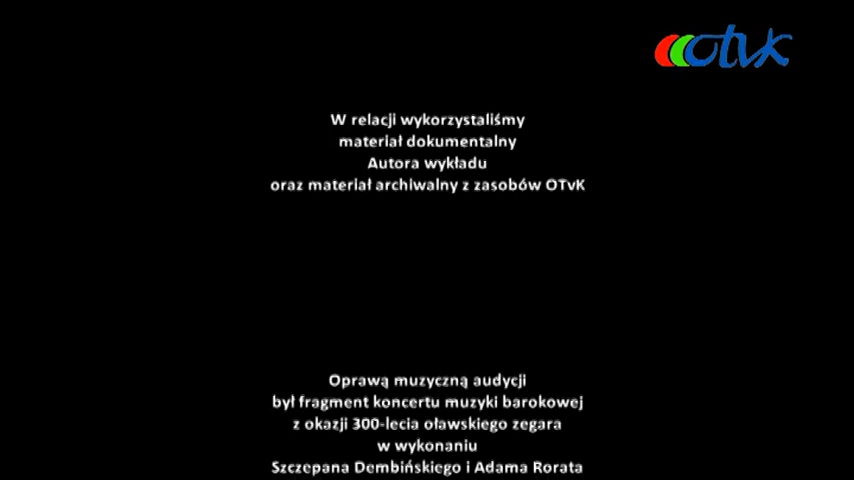 otvk
W relacji wykorzystaliśmy
materiał dokumentalny
Autora wykładu
oraz materiał archiwalny z zasobów OTvK
Oprawą muzyczną audycji
był fragment koncertu muzyki barokowej
z okazji 300-lecia oławskiego zegara
w wykonaniu
Szczepana Dembińskiego i Adama Rorata